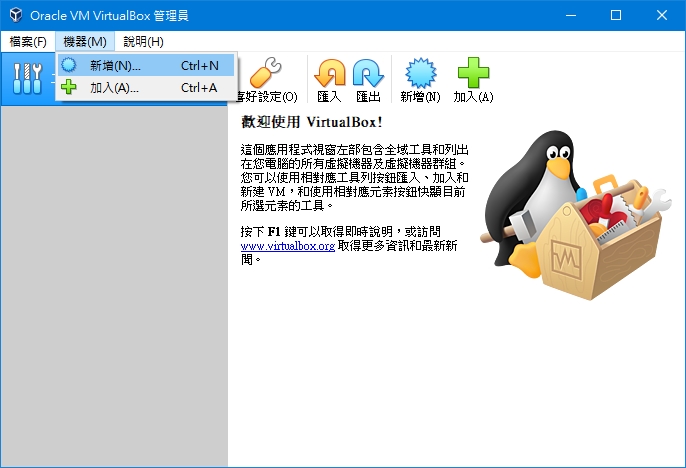 Oracle VM VirtualBox 管理員
檔案(F) 機器(M) 說明(H)
新增(N)... Ctrl+N
加入(A)... Ctrl+A
喜好設定(O) 匯入 匯出 新增(N) 加入(A)
歡迎使用 VirtualBox!
這個應用程式視窗左部包含全域工具和列出
在您電腦的所有虛擬機器及虛擬機器群組。
您可以使用相對應工具列按鈕匯入、加入和
新建 VM，和使用相對應元素按鈕快顯目前
所選元素的工具。
按下 F1 鍵可以取得即時說明，或訪問
www.virtualbox.org 取得更多資訊和最新新
聞。